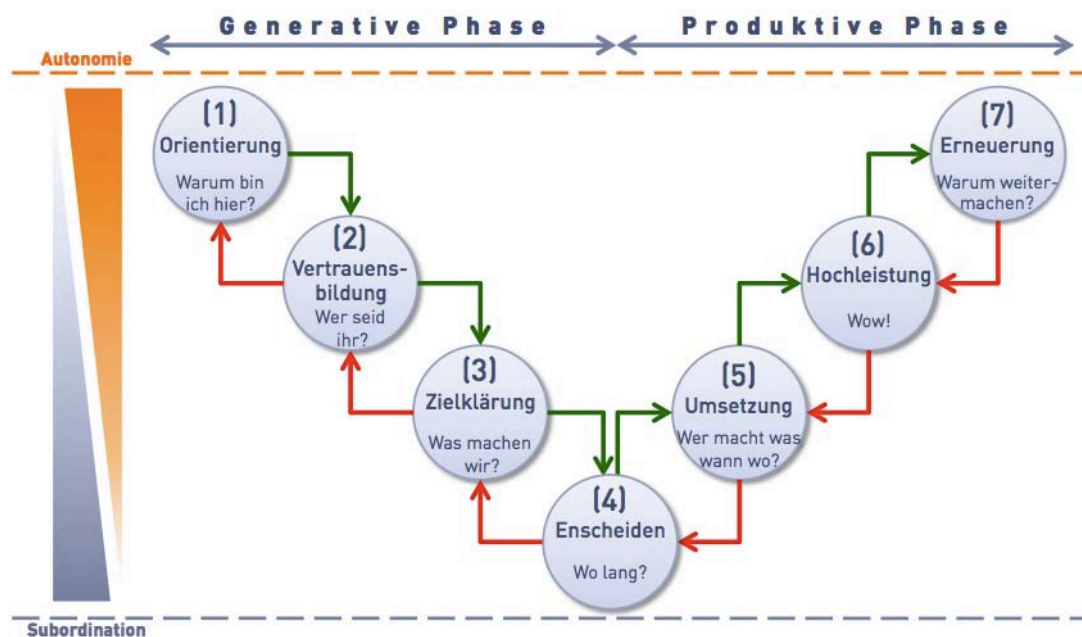 Generative Phase
Produktive Phase
Autonomie
(1)
Orientierung
Warum bin
ich hier?
(2)
Vertrauens-
bildung
Wer seid
ihr?
(3)
Zielklärung
Was machen
wir?
(4)
Enscheiden
Wo lang?
(5)
Umsetzung
Wer macht was
wann wo?
(6)
Hochleistung
Wow!
(7)
Erneuerung
Warum weiter-
machen?
Subordination